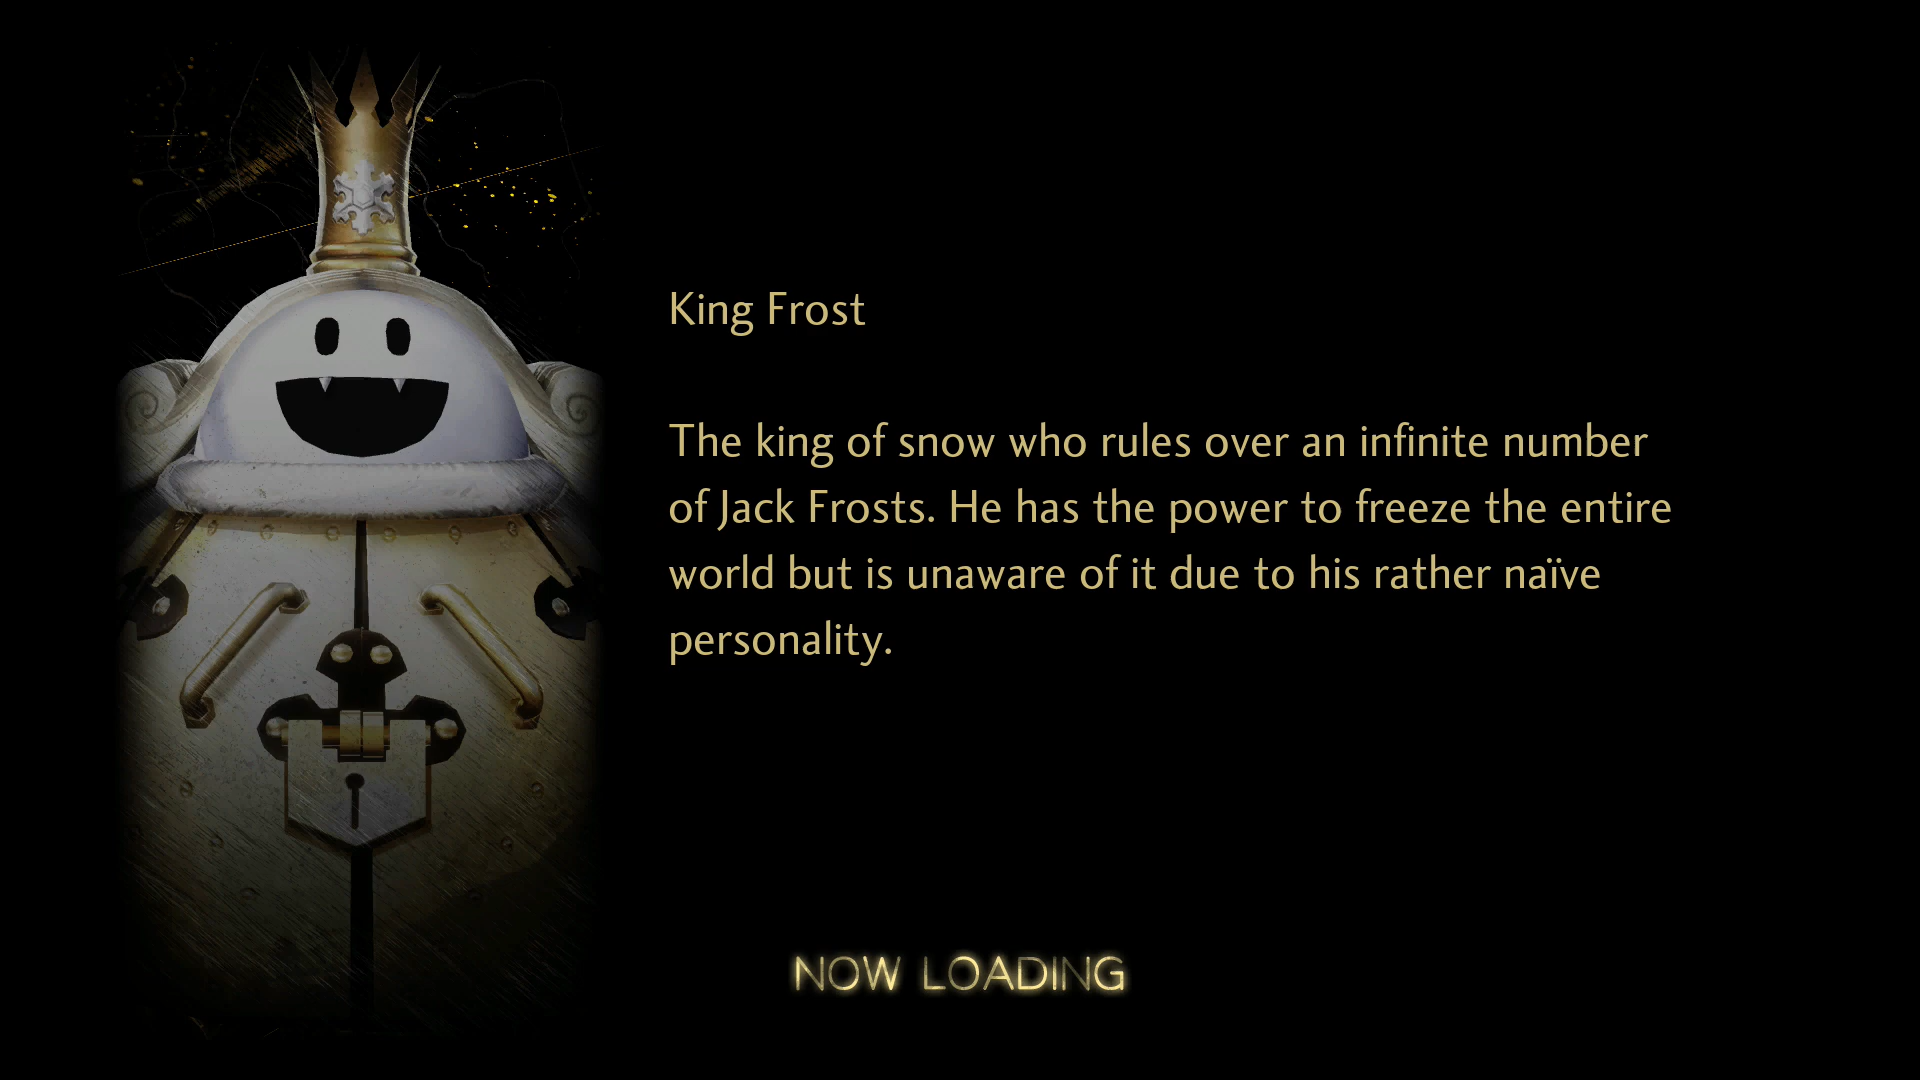 King Frost
The king of snow who rules over an infinite number
of Jack Frosts. He has the power to freeze the entire
world but is unaware of it due to his rather naïve
personality.
NOW LOADING